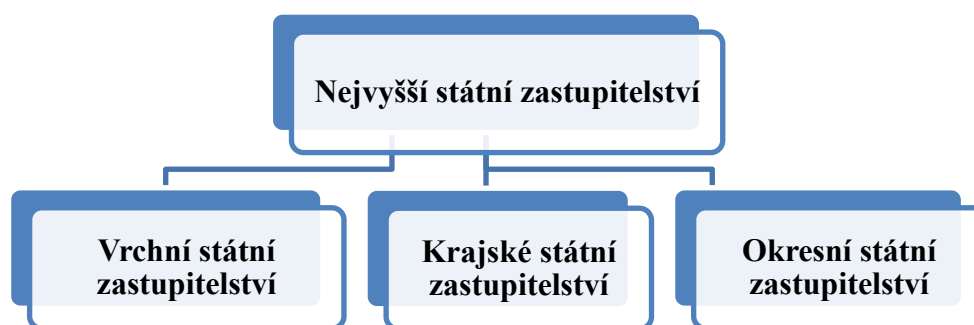 Nejvyšší státní zastupitelství
Vrchní státní
zastupitelství
Krajské státní
zastupitelství
Okresní státní
zastupitelství